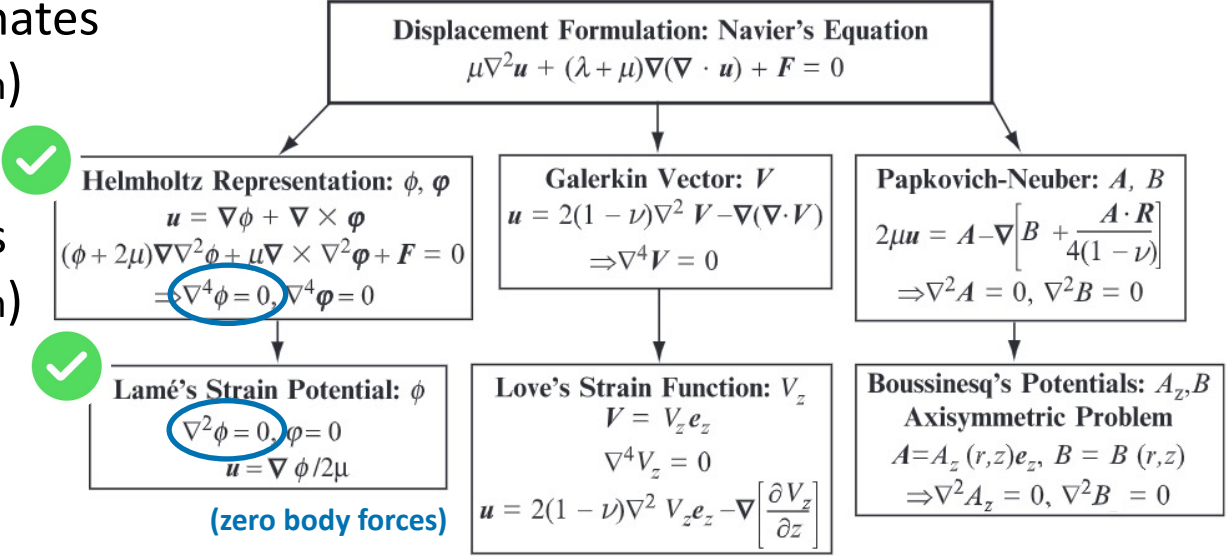 nates
n)
s
n)
Displacement Formulation: Navier's Equation
μ∇²u + (λ + μ)∇(∇ · u) + F = 0
Helmholtz Representation: ϕ, φ
u = ∇ϕ + ∇ × φ
(ϕ + 2μ)∇∇²ϕ + μ∇ × ∇²φ + F = 0
⇒∇⁴ϕ = 0, ∇⁴φ = 0
Galerkin Vector: V
u = 2(1 − ν)∇² V −∇(∇·V)
⇒∇⁴V = 0
Papkovich-Neuber: A, B
2μu = A−∇[B + A · R / 4(1 − ν)]
⇒∇²A = 0, ∇²B = 0
Lamé's Strain Potential: ϕ
∇²ϕ = 0, φ = 0
u = ∇ ϕ /2μ
(zero body forces)
Love's Strain Function: V_z
V = V_z e_z
∇⁴V_z = 0
u = 2(1 − ν)∇² V_z e_z −∇[∂V_z / ∂z]
Boussinesq's Potentials: A_z,B
Axisymmetric Problem
A=A_z (r,z)e_z, B = B (r,z)
⇒∇²A_z = 0, ∇²B = 0